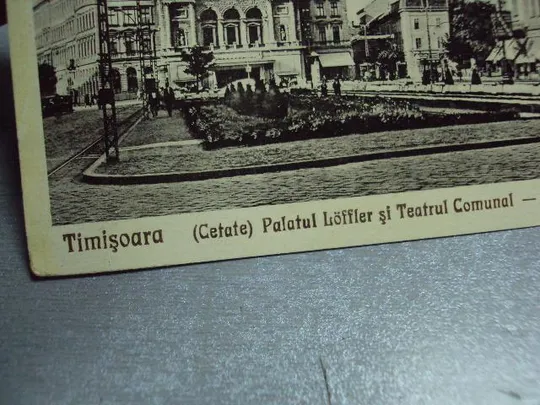 Timişoara (Cetate) Palatul Löffler şi Teatrul Comunal —